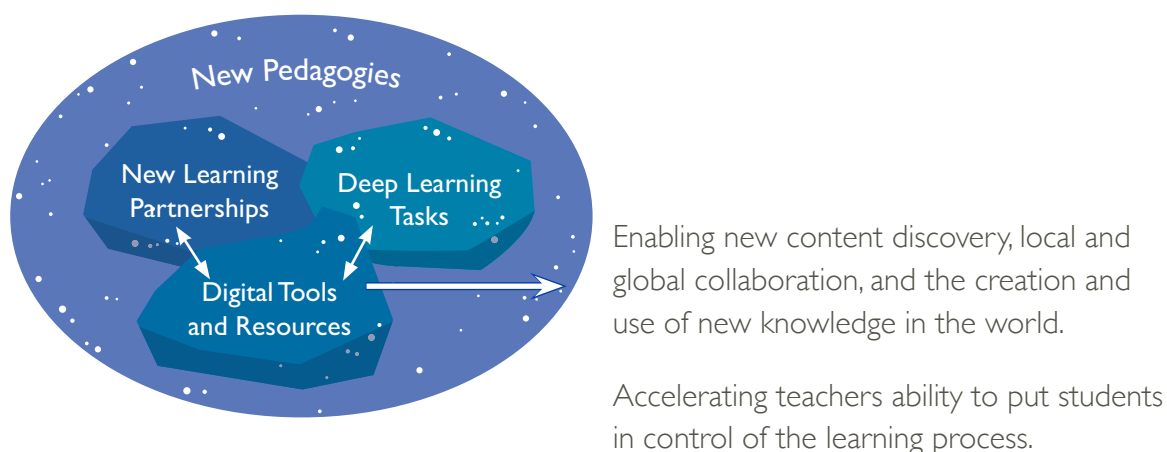 New Pedagogies
New Learning
Partnerships
Deep Learning
Tasks
Digital Tools
and Resources
Enabling new content discovery, local and
global collaboration, and the creation and
use of new knowledge in the world.
Accelerating teachers ability to put students
in control of the learning process.